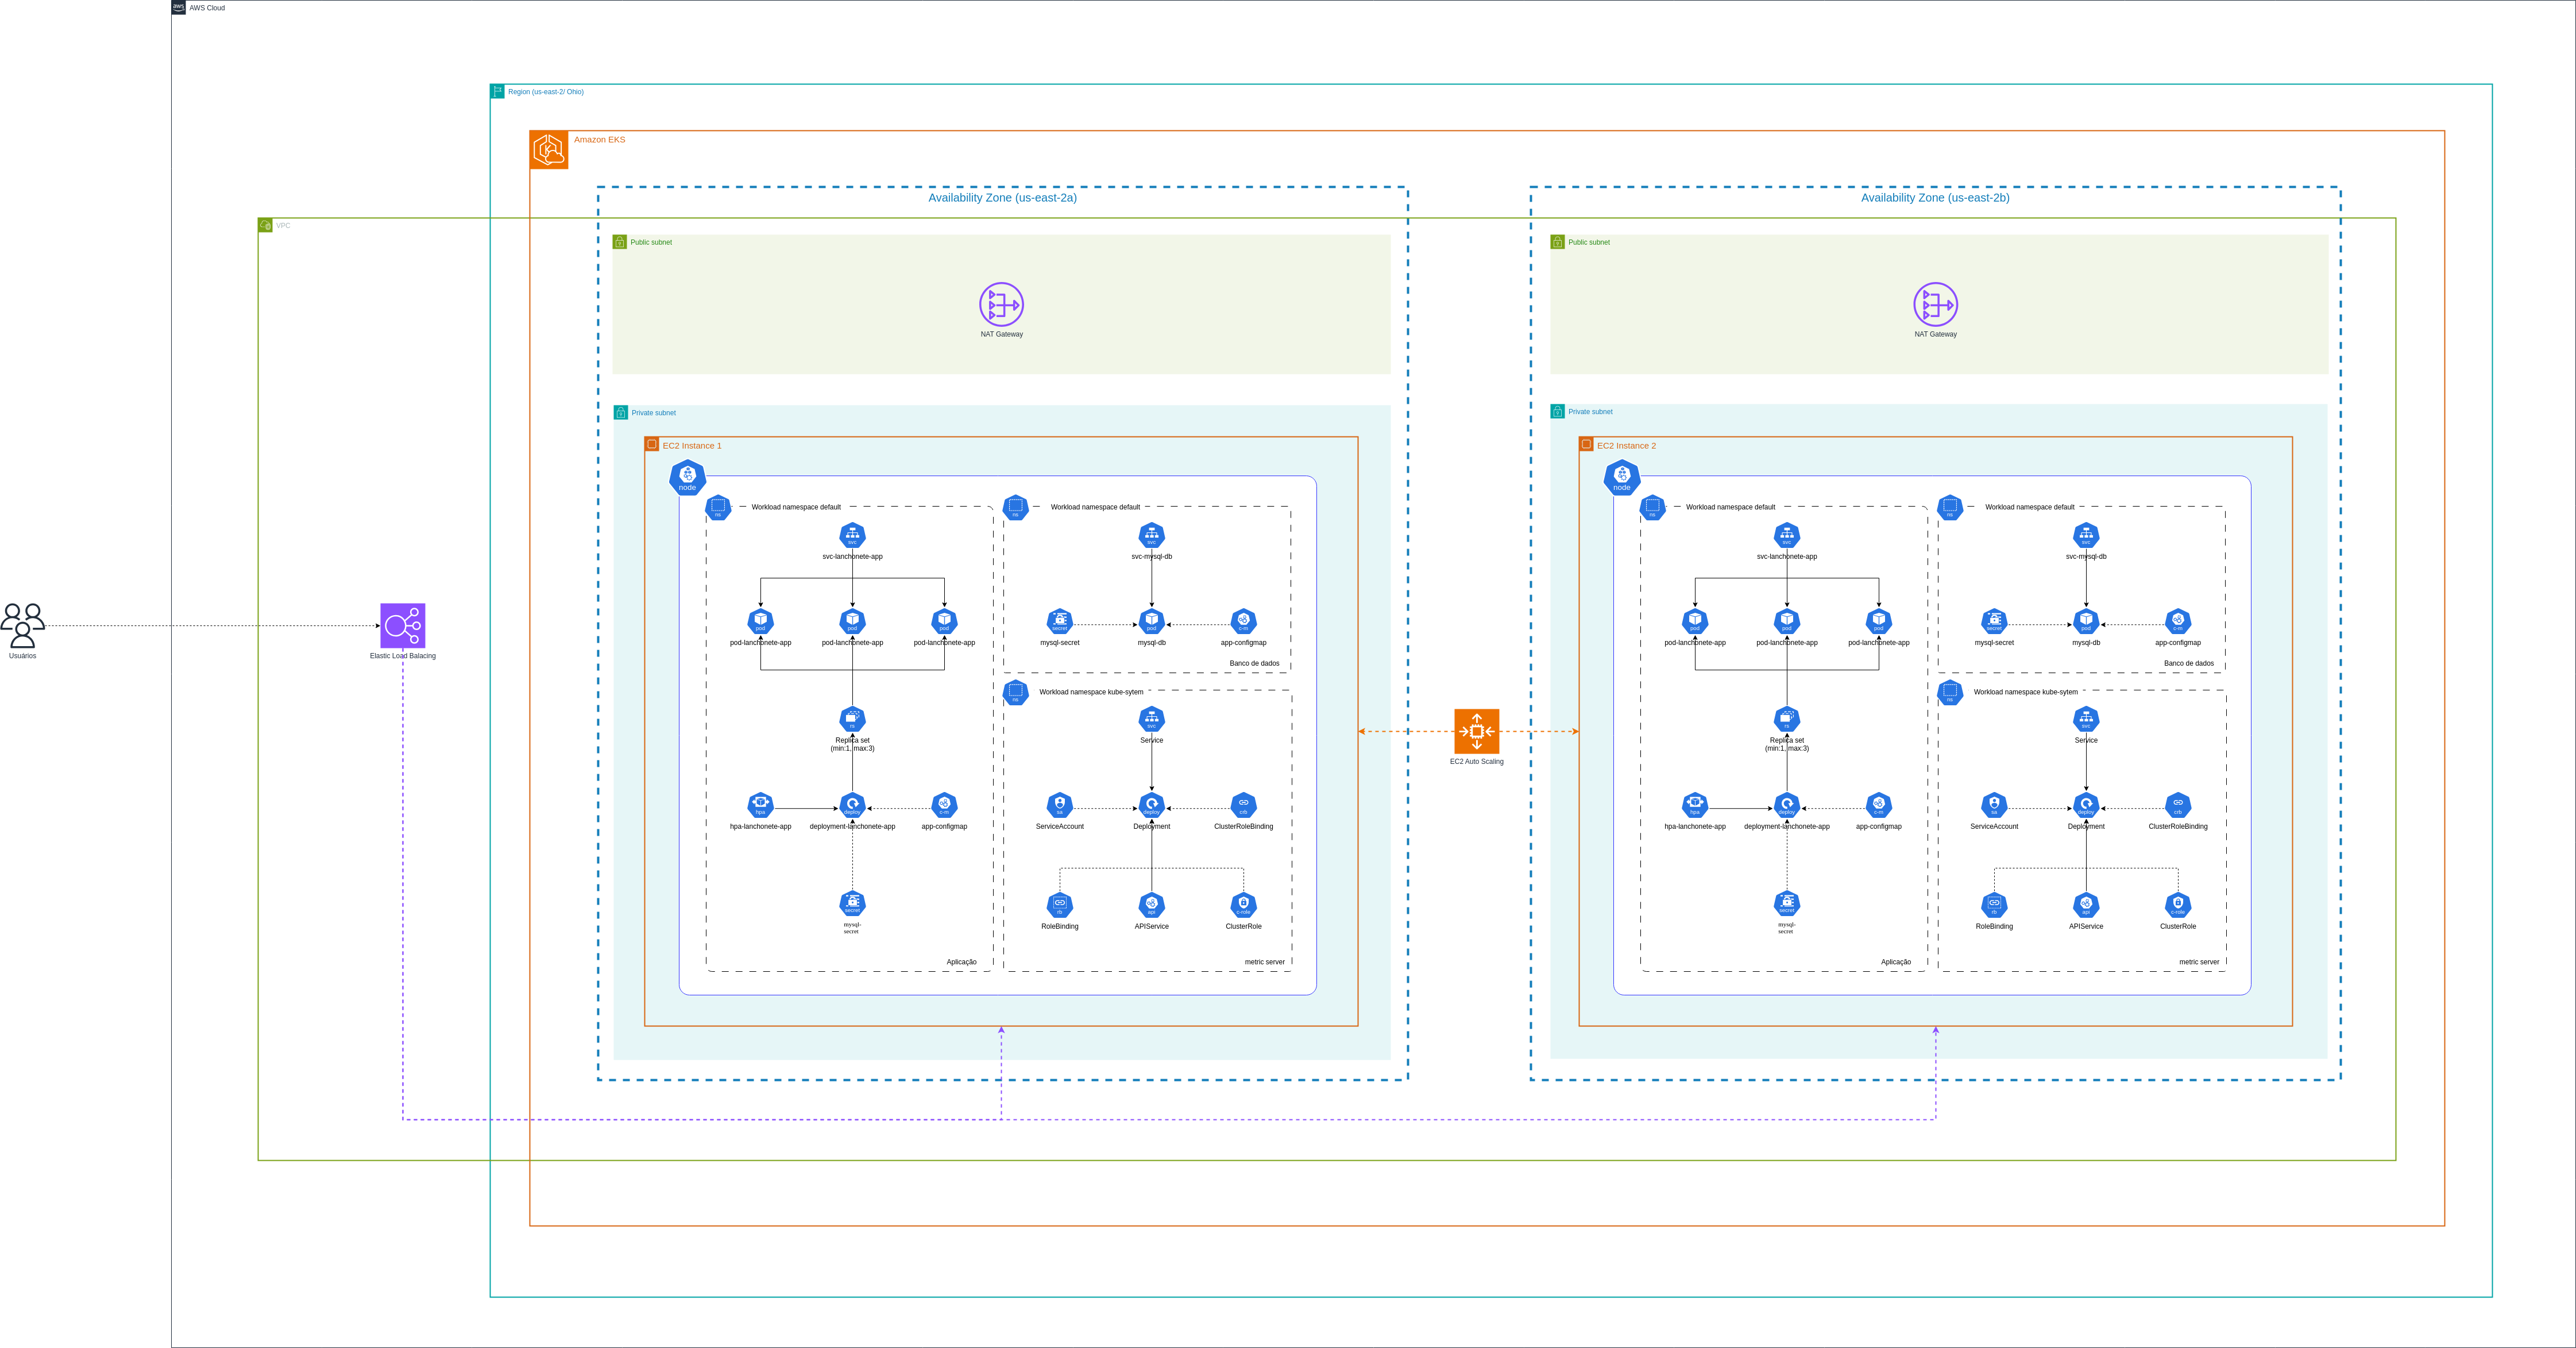 aws
AWS Cloud
Region (us-east-2/ Ohio)
Amazon EKS
Availability Zone (us-east-2a)
Availability Zone (us-east-2b)
VPC
Public subnet
Public subnet
NAT Gateway
NAT Gateway
Private subnet
Private subnet
EC2 Instance 1
node
ns
Workload namespace default
svc
svc-lanchonete-app
pod
pod
pod
pod-lanchonete-app
pod-lanchonete-app
pod-lanchonete-app
rs
Replica set
(min:1, max:3)
hpa
deploy
c-m
hpa-lanchonete-app
deployment-lanchonete-app
app-configmap
secret
mysql-
secret
Aplicação
ns
Workload namespace default
svc
svc-mysql-db
secret
pod
c-m
mysql-secret
mysql-db
app-configmap
Banco de dados
ns
Workload namespace kube-sytem
svc
Service
sa
deploy
crb
ServiceAccount
Deployment
ClusterRoleBinding
rb
api
c-role
RoleBinding
APIService
ClusterRole
metric server
EC2 Instance 2
node
ns
Workload namespace default
svc
svc-lanchonete-app
pod
pod
pod
pod-lanchonete-app
pod-lanchonete-app
pod-lanchonete-app
rs
Replica set
(min:1, max:3)
hpa
deploy
c-m
hpa-lanchonete-app
deployment-lanchonete-app
app-configmap
secret
mysql-
secret
Aplicação
ns
Workload namespace default
svc
svc-mysql-db
secret
pod
c-m
mysql-secret
mysql-db
app-configmap
Banco de dados
ns
Workload namespace kube-sytem
svc
Service
sa
deploy
crb
ServiceAccount
Deployment
ClusterRoleBinding
rb
api
c-role
RoleBinding
APIService
ClusterRole
metric server
Usuários
Elastic Load Balacing
EC2 Auto Scaling